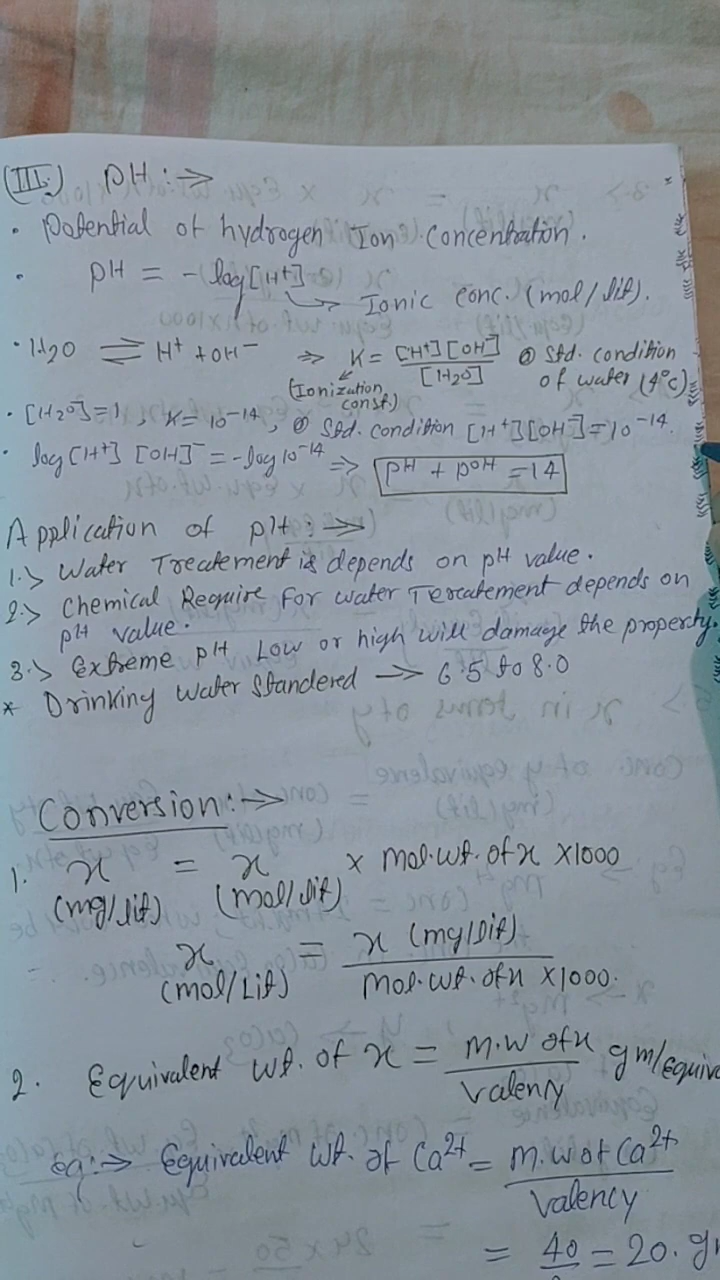 (III.) pH :⇒
• Potential of hydrogen Ion Concentration.
• pH = - log [H+] → Ionic conc. (mol/lit).
• H2O ⇌ H+ + OH- ⇒ K = [H+][OH-] / [H2O] @ Std. condition of water (4°C)
(Ionization const.)
• [H2O] = 1, K = 10-14, @ Std. condition [H+][OH-] = 10-14
• log [H+] [OH]- = -log 10-14 ⇒ pH + pOH = 14
Application of pH :⇒
1.> Water Treatement is depends on pH value.
2.> Chemical Require For water Tereatement depends on
pH value.
3.> Extreme pH Low or high will damage the property.
* Drinking Water Standered → 6.5 to 8.0
Conversion :→
1. x (mg/lit) = x (mol/lit) × mol. wt. of x ×1000
x (mol/Lit) = x (mg/lit) / mol. wt. of x ×1000.
2. Equivalent wt. of x = M.W of x / Valenry gm/equiva
Eg:⇒ Equivalent wt. of Ca2+ = M.W of Ca2+ / Valency
= 40 = 20. g